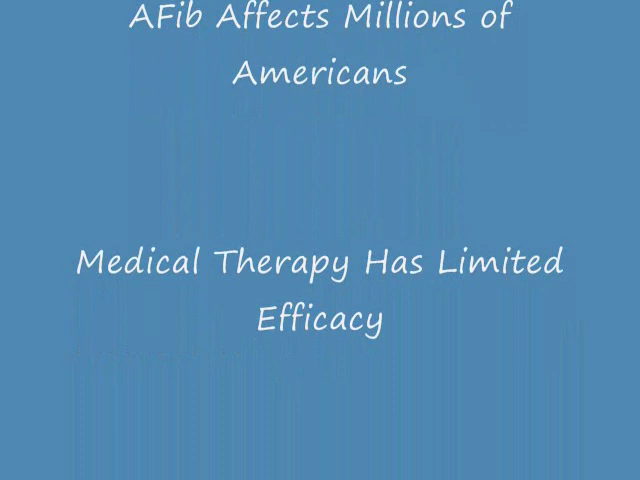 AFib Affects Millions of
Americans
Medical Therapy Has Limited
Efficacy